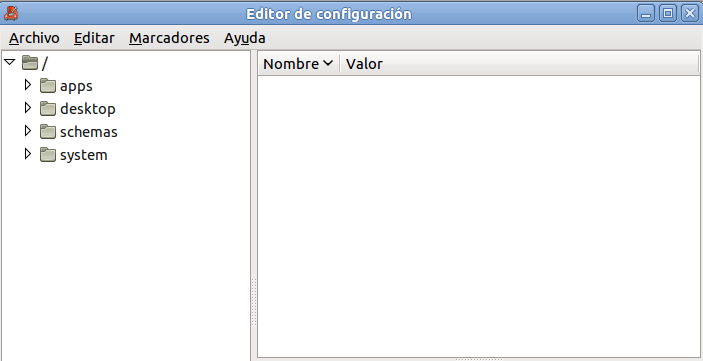 Editor de configuración
Archivo Editar Marcadores Ayuda
/
apps
desktop
schemas
system
Nombre Valor